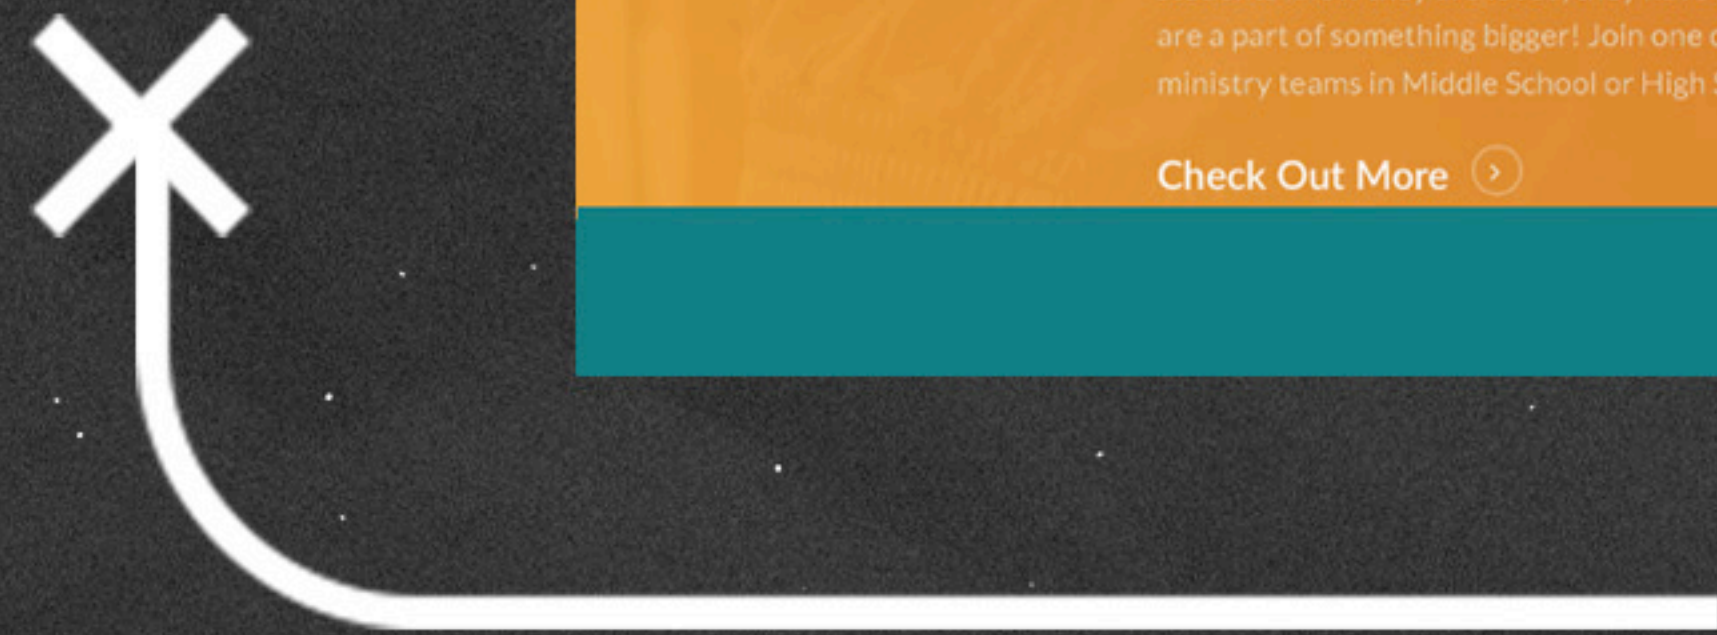 are a part of something bigger! Join one
ministry teams in Middle School or High
Check Out More